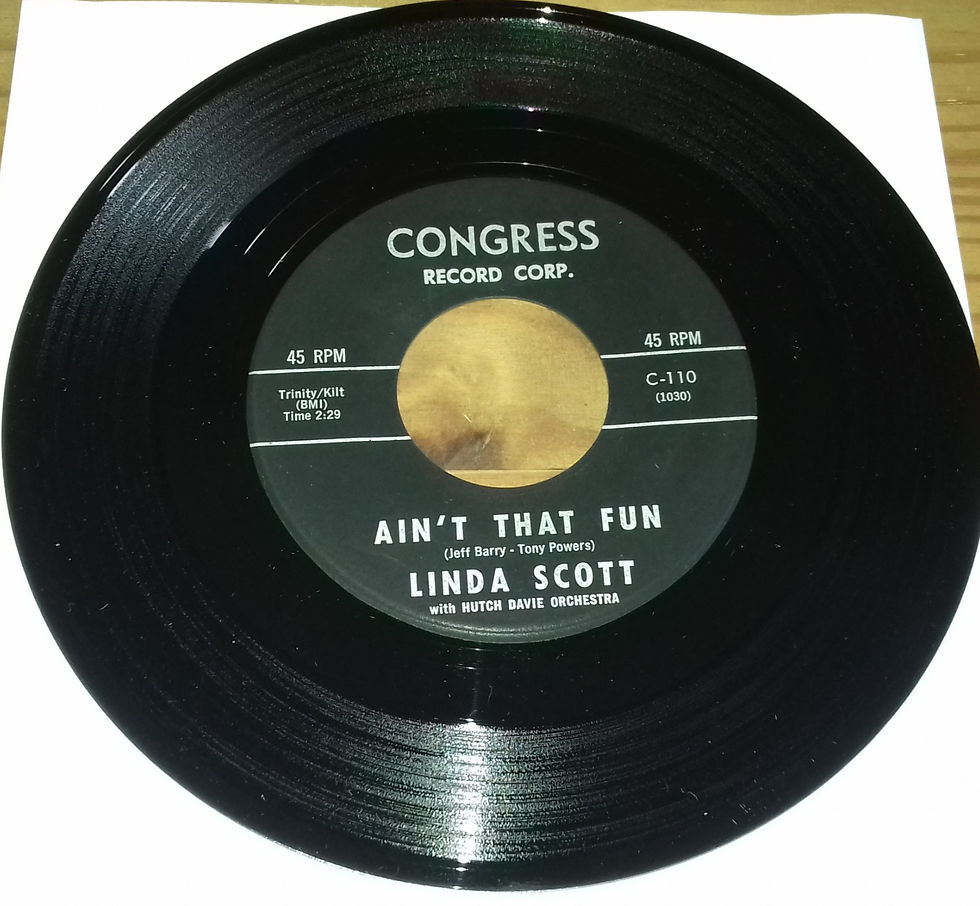 CONGRESS
RECORD CORP.
45 RPM
Trinity/Kilt
(BMI)
Time 2:29
45 RPM
C-110
(1030)
AIN'T THAT FUN
(Jeff Barry - Tony Powers)
LINDA SCOTT
with HUTCH DAVIE ORCHESTRA